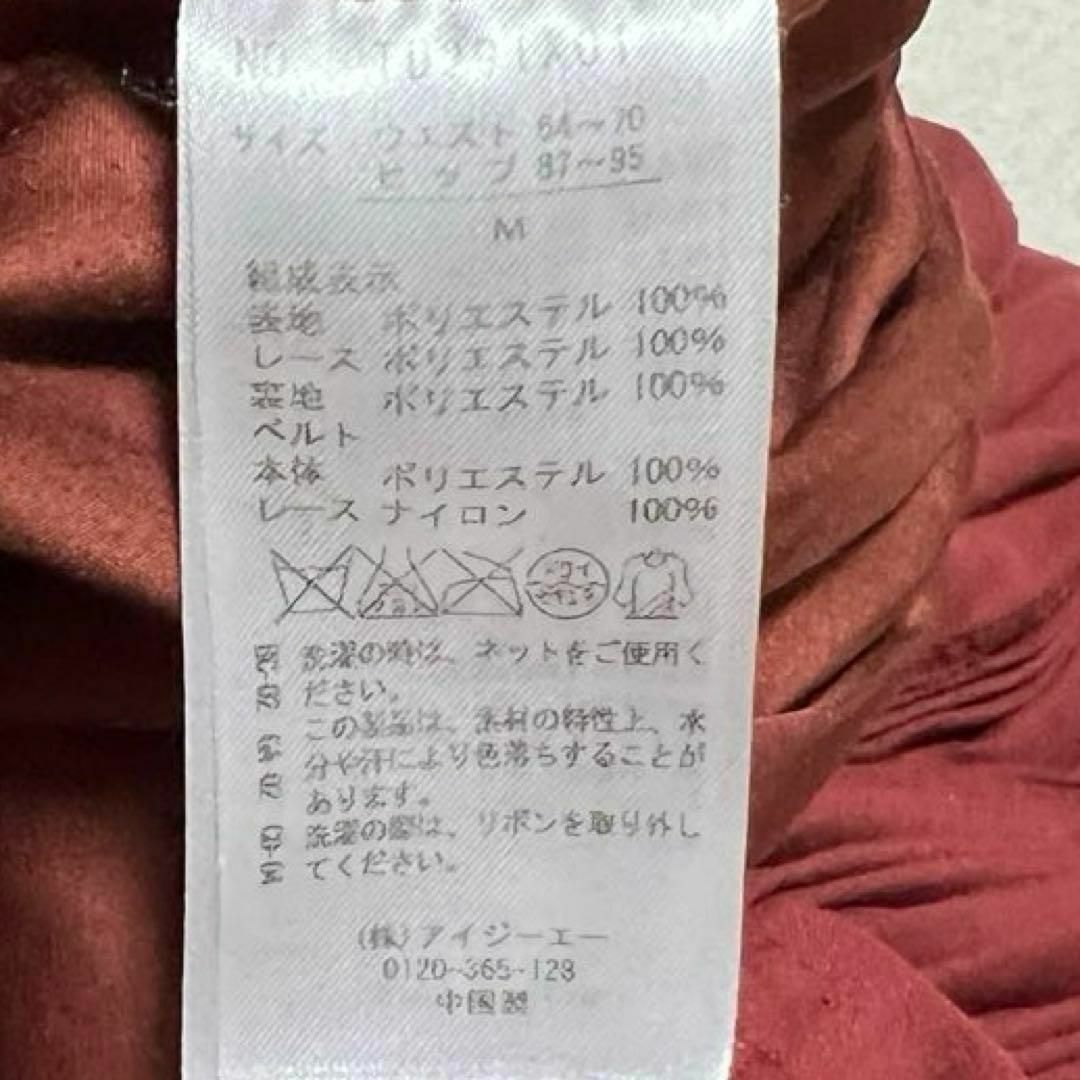 NO.
サイズ ウエスト 64～70
ヒップ 87～95
M
組成表示
表地 ポリエステル 100%
レース ポリエステル 100%
裏地 ポリエステル 100%
ベルト
本体 ポリエステル 100%
レース ナイロン 100%
ドライ
洗濯の際は、ネットをご使用く
ださい。
この製品は、素材の特性上、水
分や汗により色落ちすることが
あります。
洗濯の際は、リボンを取り外し
てください。
(株)アイジーエー
0120-365-128
中国製